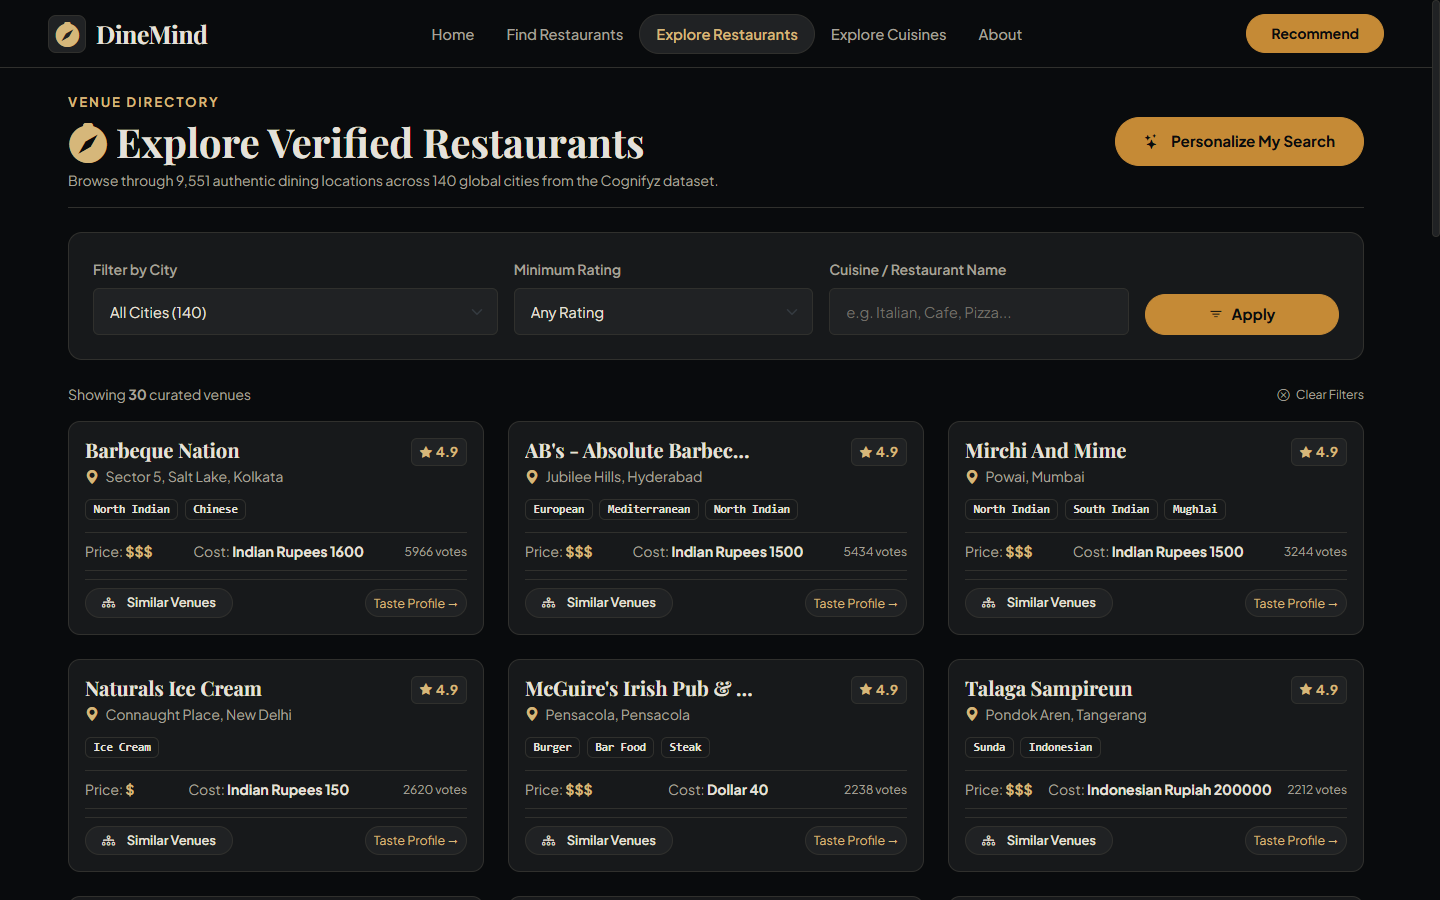 DineMind
Home Find Restaurants Explore Restaurants Explore Cuisines About Recommend
VENUE DIRECTORY
Explore Verified Restaurants
Personalize My Search
Browse through 9,551 authentic dining locations across 140 global cities from the Cognifyz dataset.
Filter by City Minimum Rating Cuisine / Restaurant Name
All Cities (140) Any Rating e.g. Italian, Cafe, Pizza... Apply
Showing 30 curated venues Clear Filters
Barbeque Nation 4.9
Sector 5, Salt Lake, Kolkata
North Indian Chinese
Price: $$$ Cost: Indian Rupees 1600 5966 votes
Similar Venues Taste Profile →
AB's - Absolute Barbec... 4.9
Jubilee Hills, Hyderabad
European Mediterranean North Indian
Price: $$$ Cost: Indian Rupees 1500 5434 votes
Similar Venues Taste Profile →
Mirchi And Mime 4.9
Powai, Mumbai
North Indian South Indian Mughlai
Price: $$$ Cost: Indian Rupees 1500 3244 votes
Similar Venues Taste Profile →
Naturals Ice Cream 4.9
Connaught Place, New Delhi
Ice Cream
Price: $ Cost: Indian Rupees 150 2620 votes
Similar Venues Taste Profile →
McGuire's Irish Pub & ... 4.9
Pensacola, Pensacola
Burger Bar Food Steak
Price: $$$ Cost: Dollar 40 2238 votes
Similar Venues Taste Profile →
Talaga Sampireun 4.9
Pondok Aren, Tangerang
Sunda Indonesian
Price: $$$ Cost: Indonesian Rupiah 200000 2212 votes
Similar Venues Taste Profile →